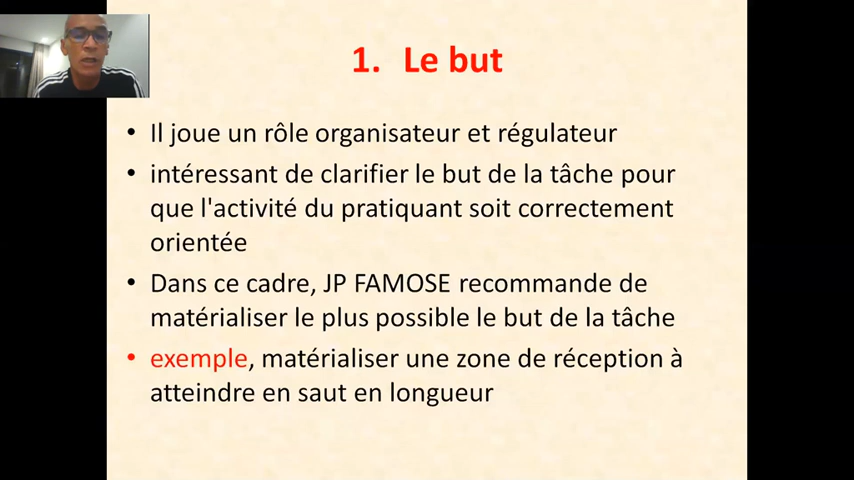 1. Le but
• Il joue un rôle organisateur et régulateur
• intéressant de clarifier le but de la tâche pour
que l'activité du pratiquant soit correctement
orientée
• Dans ce cadre, JP FAMOSE recommande de
matérialiser le plus possible le but de la tâche
• exemple, matérialiser une zone de réception à
atteindre en saut en longueur